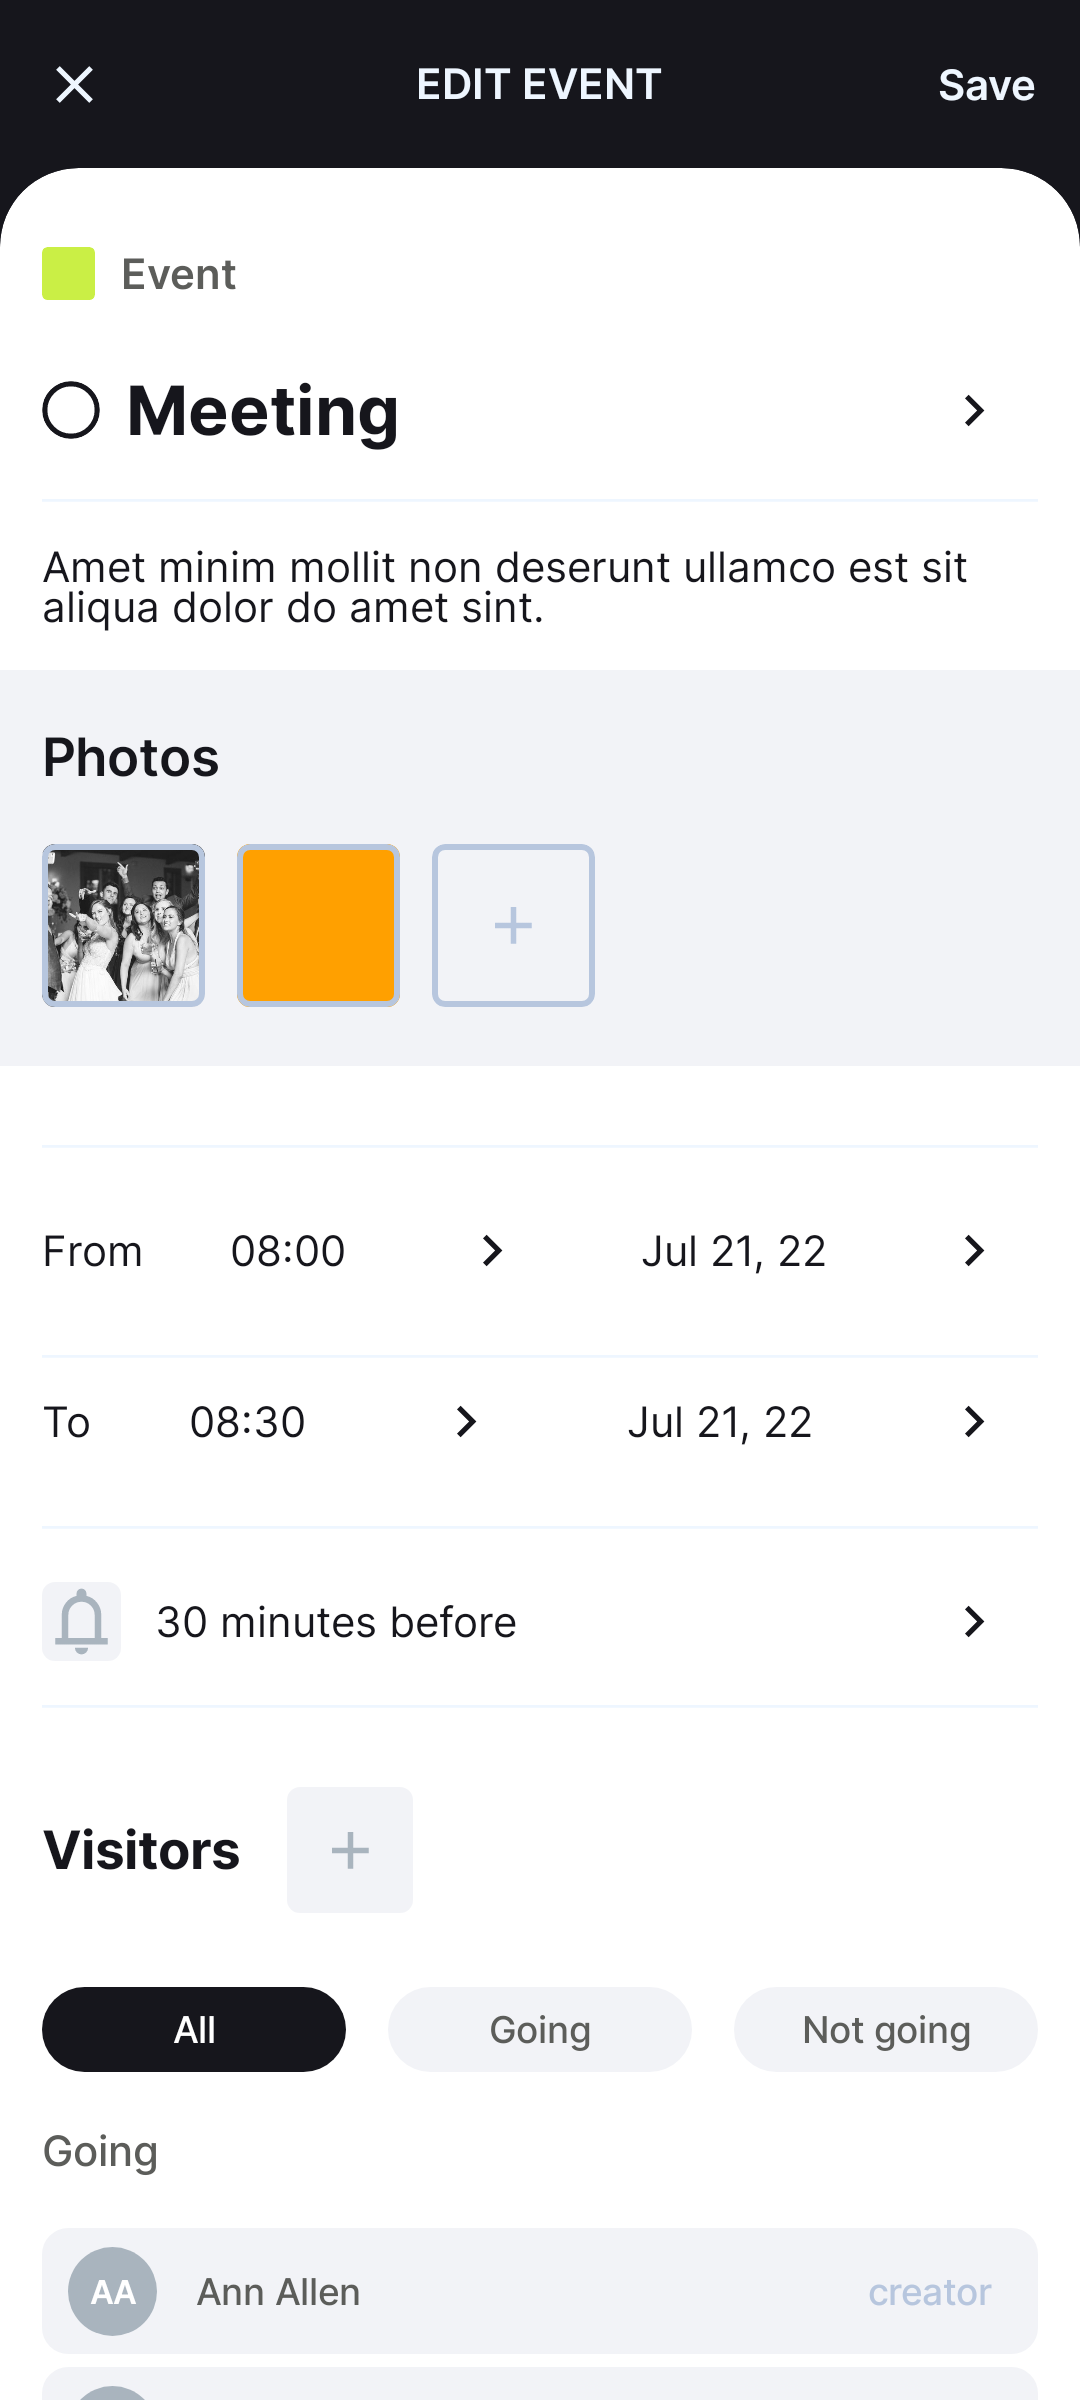 EDIT EVENT
Save
Event
Meeting
Amet minim mollit non deserunt ullamco est sit
aliqua dolor do amet sint.
Photos
From 08:00 Jul 21, 22
To 08:30 Jul 21, 22
30 minutes before
Visitors
All Going Not going
Going
AA Ann Allen creator